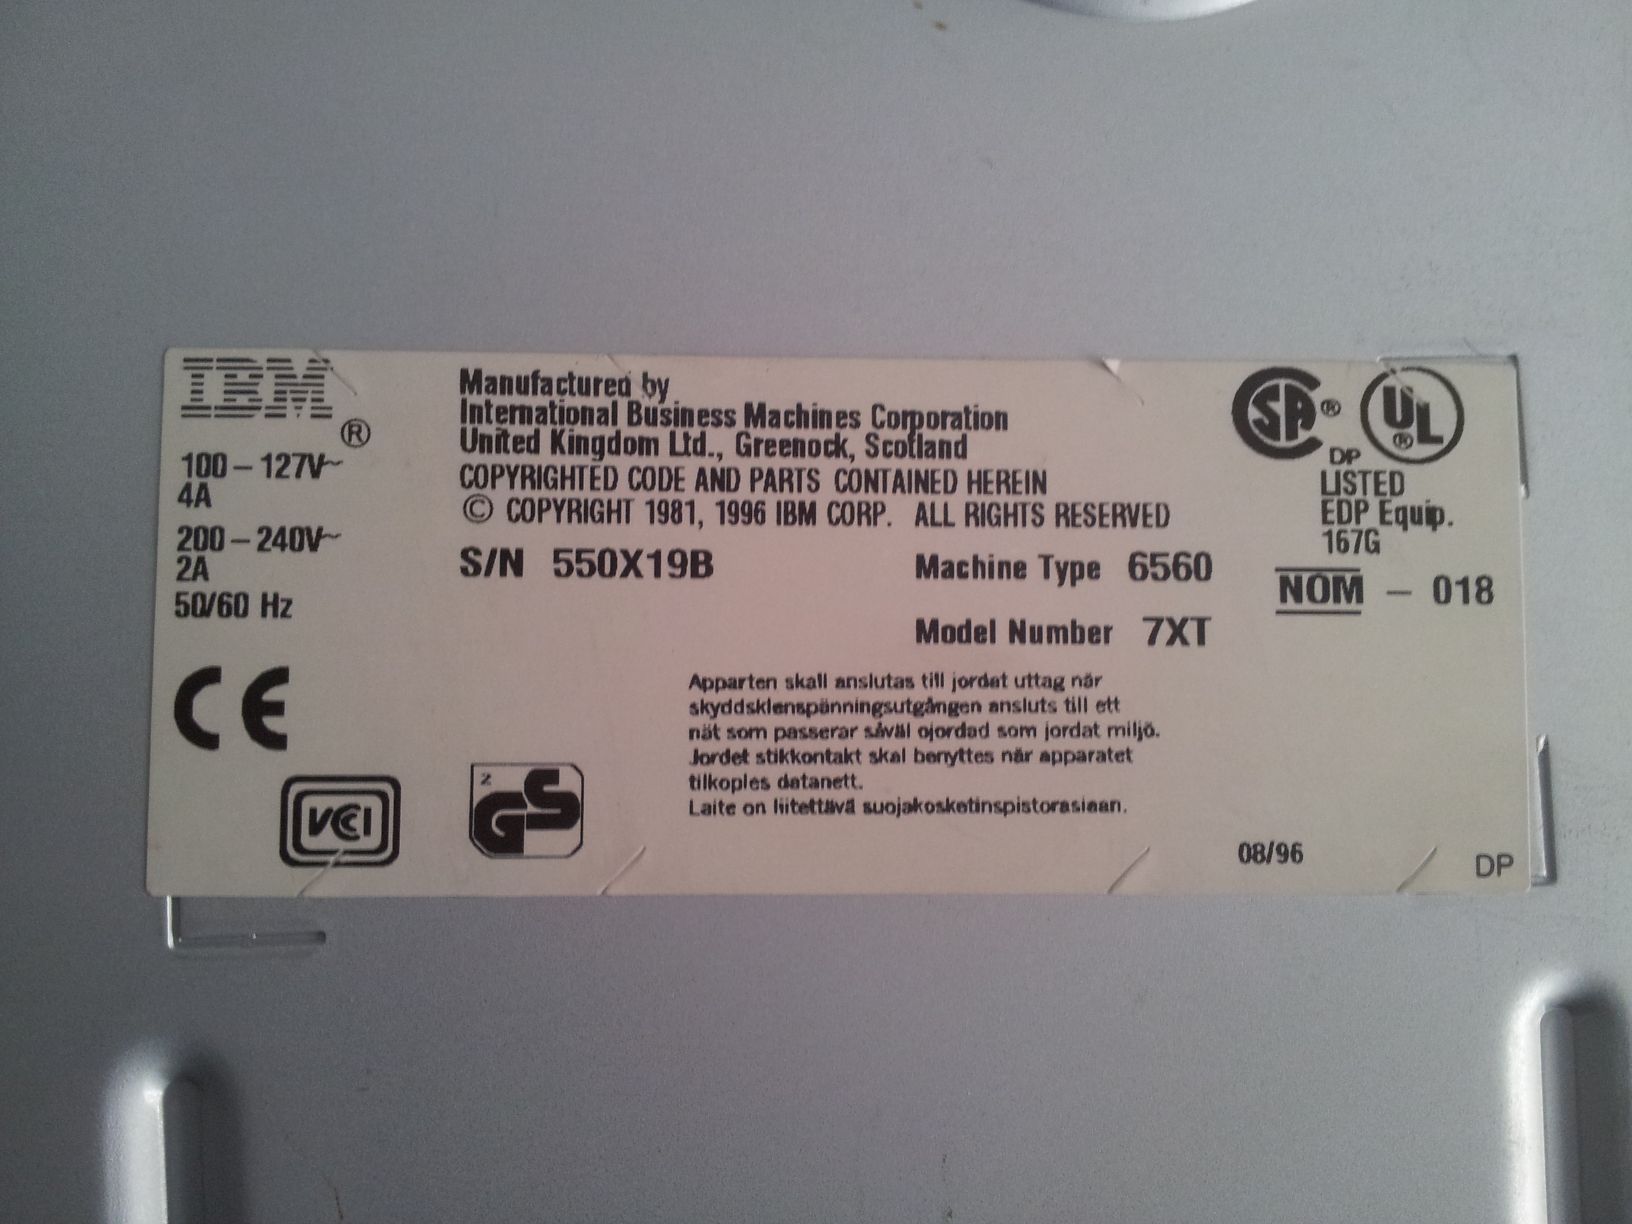 IBM
®
100-127V~
4A
200-240V~
2A
50/60 Hz
CE
VCCI
2
GS
Manufactured by
International Business Machines Corporation
United Kingdom Ltd., Greenock, Scotland
COPYRIGHTED CODE AND PARTS CONTAINED HEREIN
© COPYRIGHT 1981, 1996 IBM CORP. ALL RIGHTS RESERVED
S/N 550X19B
Machine Type 6560
Model Number 7XT
Apparten skall anslutas till jordat uttag när
skyddsklenspänningsutgången ansluts till ett
nät som passerar såväl ojordad som jordat miljö.
Jordet stikkontakt skal benyttes når apparatet
tilkoples datanett.
Laite on liitettävä suojakosketinspistorasiaan.
SA ®
UL ®
DP
LISTED
EDP Equip.
167G
NOM - 018
08/96
DP